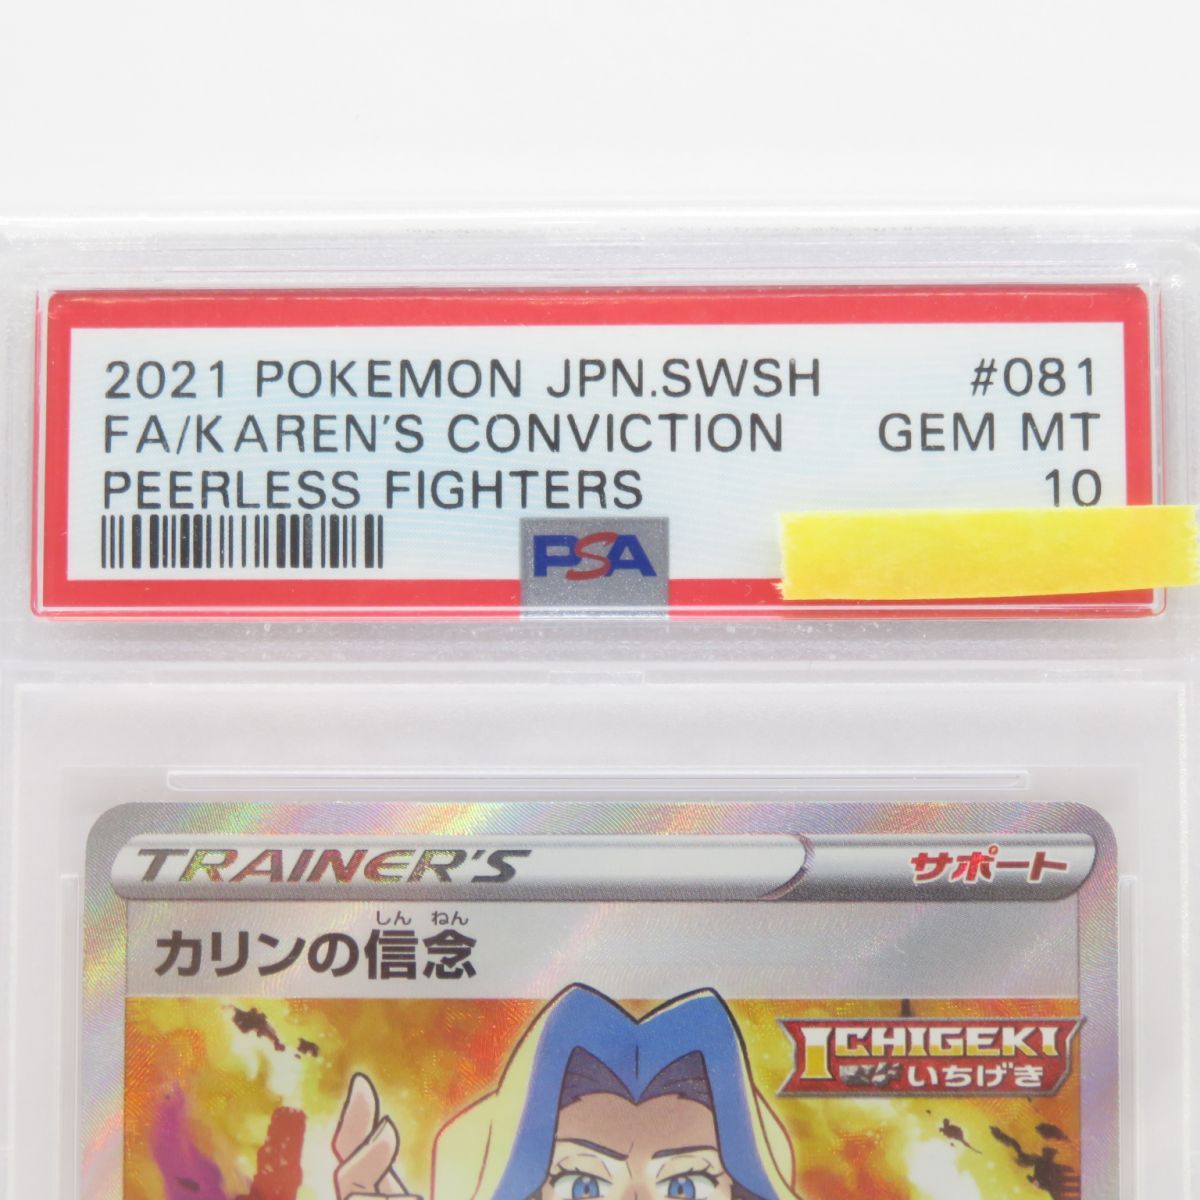 2021 POKEMON JPN.SWSH #081
FA/KAREN'S CONVICTION GEM MT
PEERLESS FIGHTERS 10
PSA
TRAINER'S サポート
しん ねん
カリンの信念
ICHIGEKI
いちげき